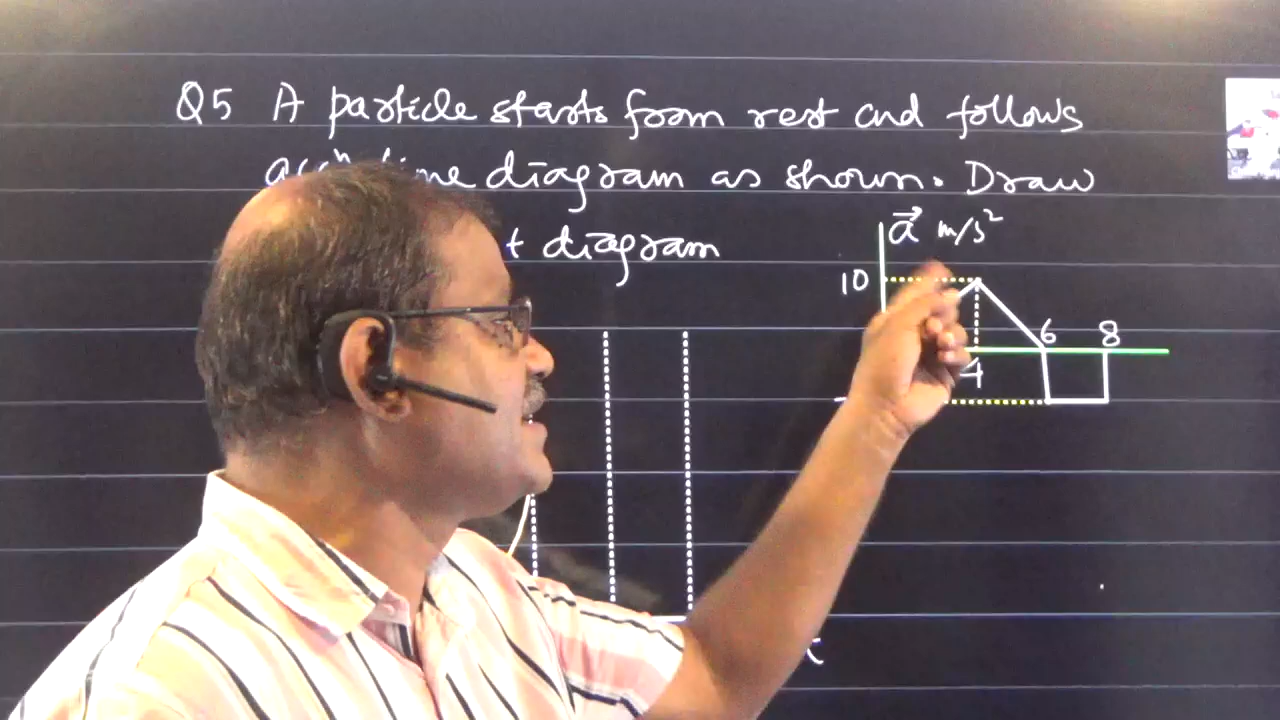 Q5 A particle starts from rest and follows
diagram as shown. Draw
t diagram
a⃗ m/s²
10
6 8
4
t